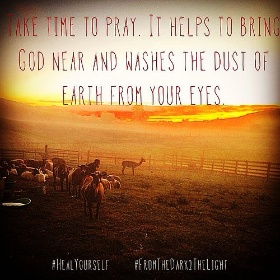 Take time to pray. It helps to bring
God near and washes the dust of
earth from your eyes.
#HealYourself #FromTheDark2TheLight